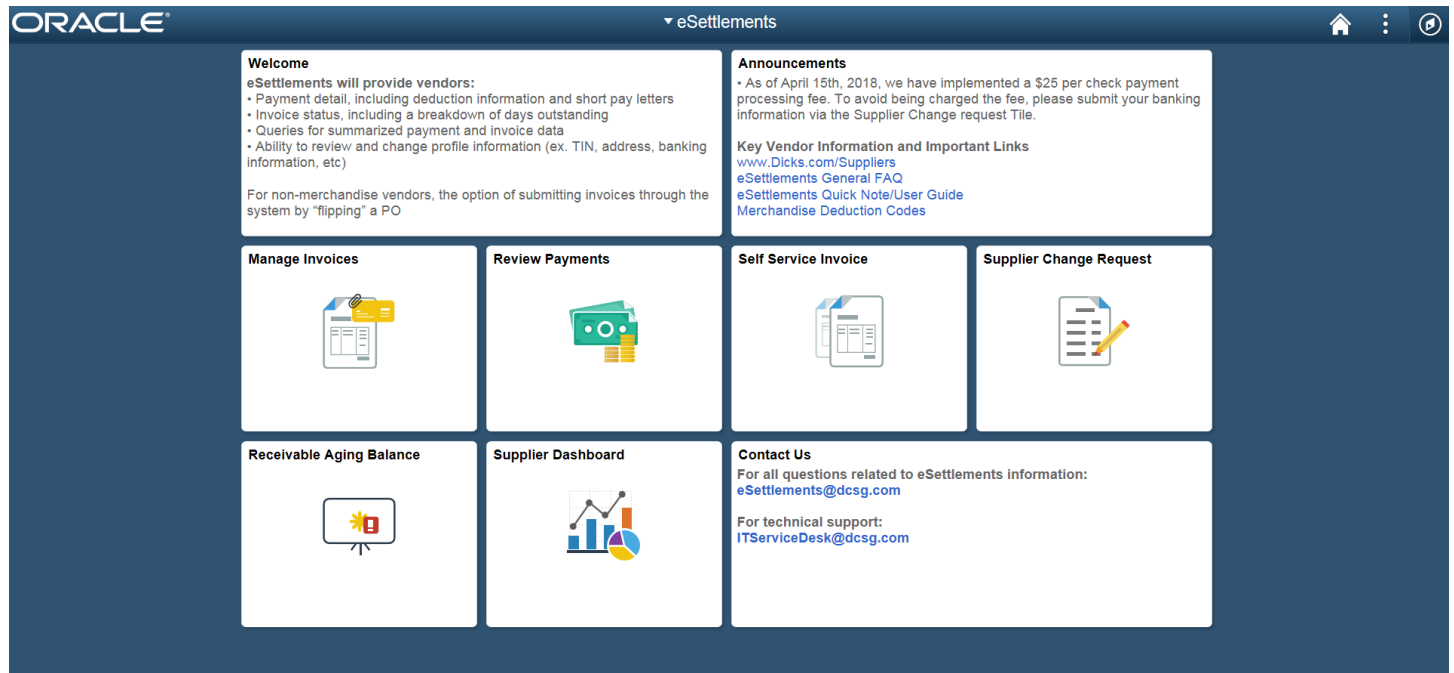 ORACLE®
eSettlements
Welcome
eSettlements will provide vendors:
• Payment detail, including deduction information and short pay letters
• Invoice status, including a breakdown of days outstanding
• Queries for summarized payment and invoice data
• Ability to review and change profile information (ex. TIN, address, banking
information, etc)
For non-merchandise vendors, the option of submitting invoices through the
system by “flipping” a PO
Announcements
• As of April 15th, 2018, we have implemented a $25 per check payment
processing fee. To avoid being charged the fee, please submit your banking
information via the Supplier Change request Tile.
Key Vendor Information and Important Links
www.Dicks.com/Suppliers
eSettlements General FAQ
eSettlements Quick Note/User Guide
Merchandise Deduction Codes
Manage Invoices
Review Payments
Self Service Invoice
Supplier Change Request
Receivable Aging Balance
Supplier Dashboard
Contact Us
For all questions related to eSettlements information:
eSettlements@dcsg.com
For technical support:
ITServiceDesk@dcsg.com